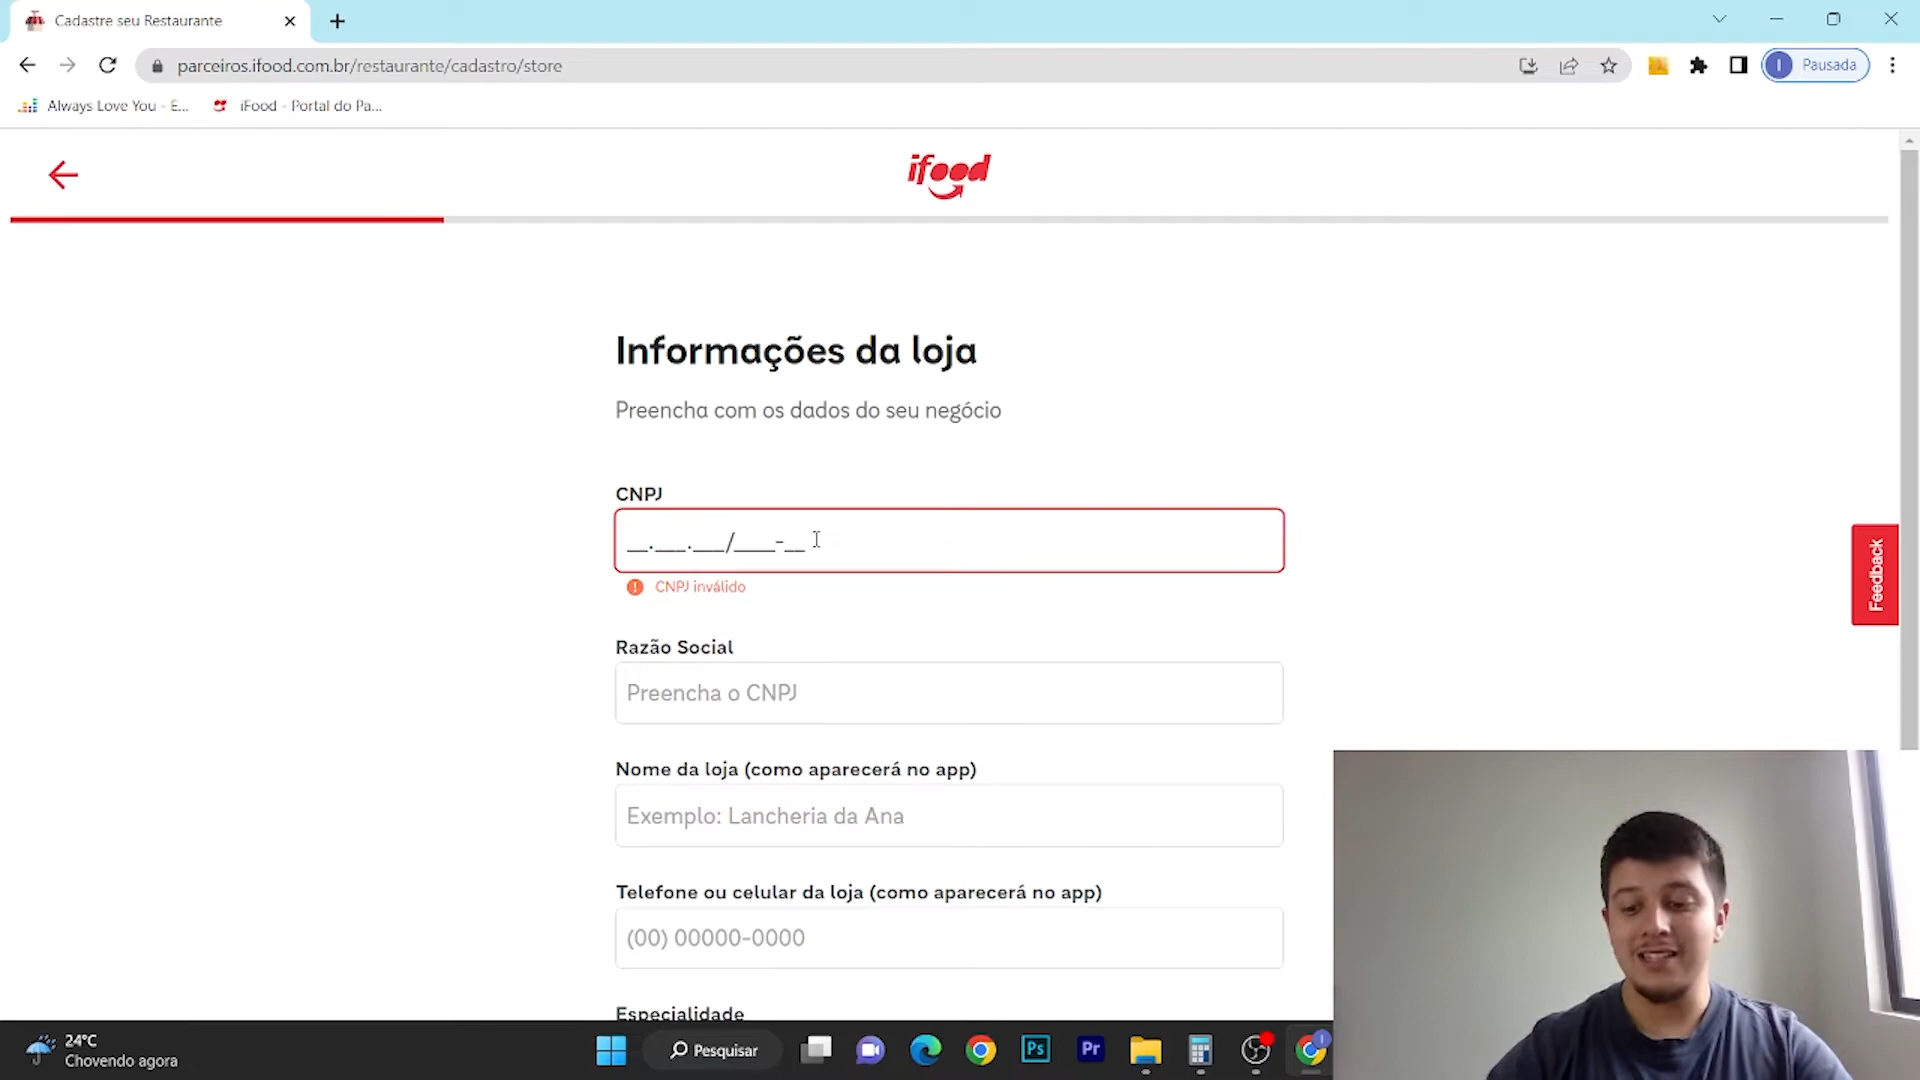 Cadastre seu Restaurante
parceiros.ifood.com.br/restaurante/cadastro/store
I Pausada
Always Love You - E...
iFood - Portal do Pa...
ifood
Informações da loja
Preencha com os dados do seu negócio
CNPJ
__.___.___/____-__
! CNPJ inválido
Razão Social
Preencha o CNPJ
Nome da loja (como aparecerá no app)
Exemplo: Lancheria da Ana
Telefone ou celular da loja (como aparecerá no app)
(00) 00000-0000
Especialidade
Feedback
24°C
Chovendo agora
Pesquisar
Ps
Pr
I